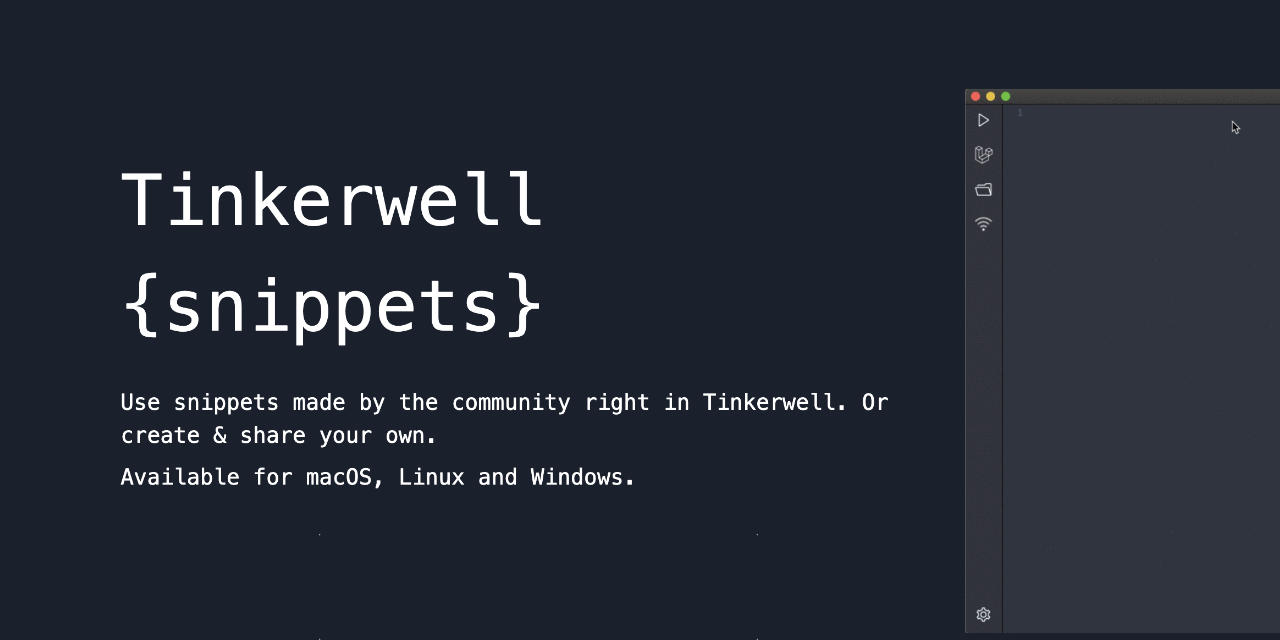 Tinkerwell
{snippets}
Use snippets made by the community right in Tinkerwell. Or
create & share your own.
Available for macOS, Linux and Windows.
1